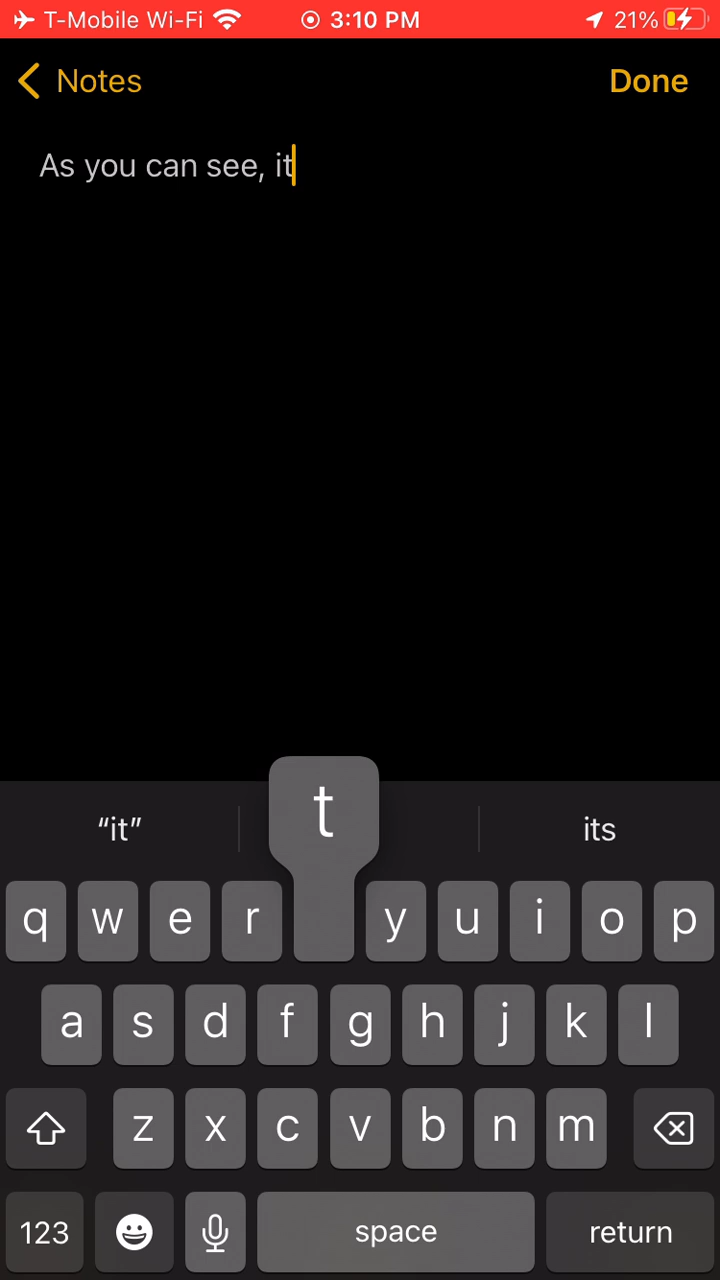 T-Mobile Wi-Fi 3:10 PM 21%
Notes Done
As you can see, it
“it” its
t
q w e r y u i o p
a s d f g h j k l
z x c v b n m
123 space return